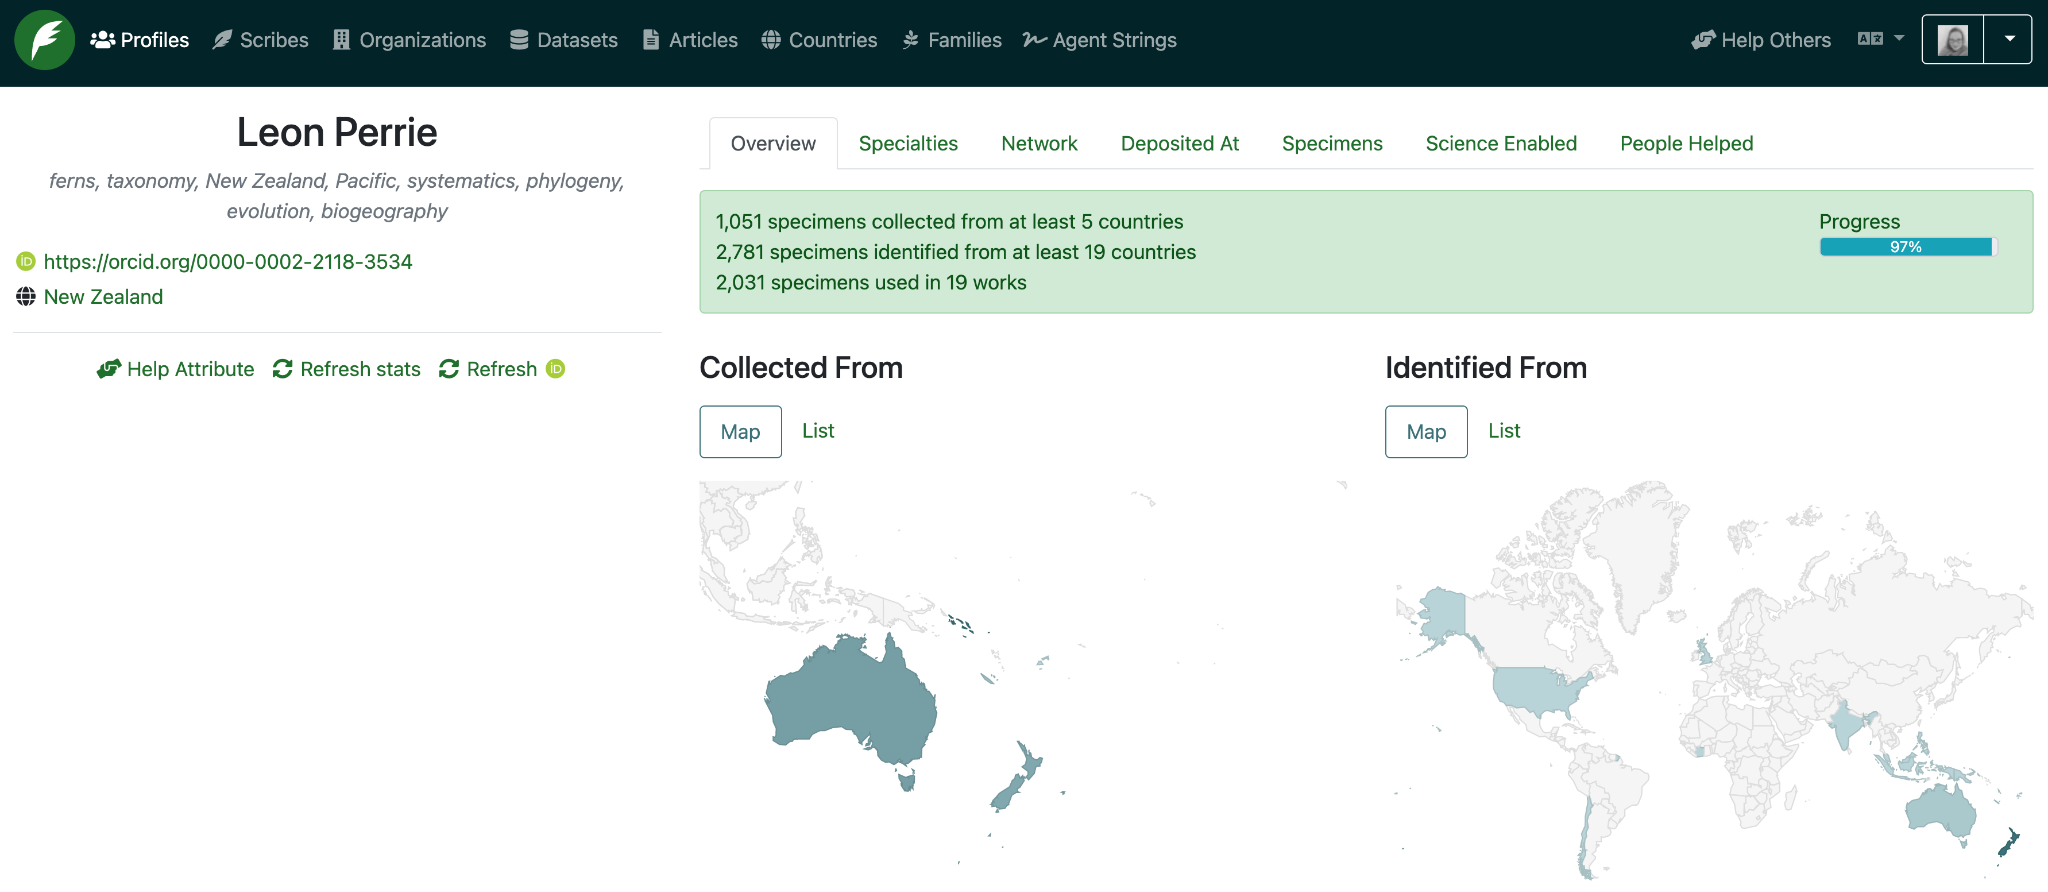 Profiles Scribes Organizations Datasets Articles Countries Families Agent Strings Help Others
Leon Perrie
ferns, taxonomy, New Zealand, Pacific, systematics, phylogeny,
evolution, biogeography
iD https://orcid.org/0000-0002-2118-3534
New Zealand
Help Attribute Refresh stats Refresh iD
Overview Specialties Network Deposited At Specimens Science Enabled People Helped
1,051 specimens collected from at least 5 countries
2,781 specimens identified from at least 19 countries
2,031 specimens used in 19 works
Progress
97%
Collected From
Map List
Identified From
Map List